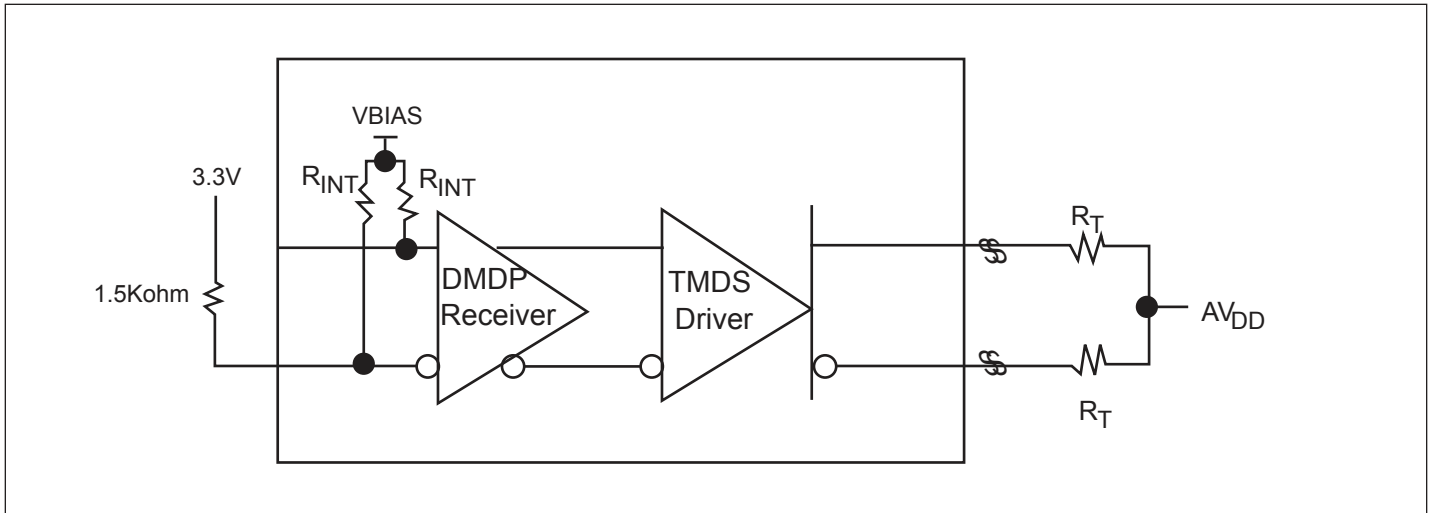 VBIAS
3.3V
RINT
RINT
1.5Kohm
DMDP
Receiver
TMDS
Driver
RT
AVDD
RT